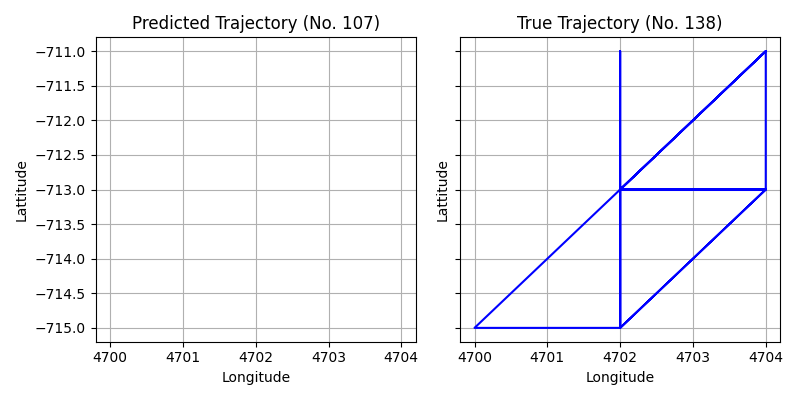 Predicted Trajectory (No. 107)
True Trajectory (No. 138)
−711.0
−711.5
−712.0
−712.5
−713.0
−713.5
−714.0
−714.5
−715.0
Lattitude
Lattitude
4700 4701 4702 4703 4704
4700 4701 4702 4703 4704
Longitude
Longitude